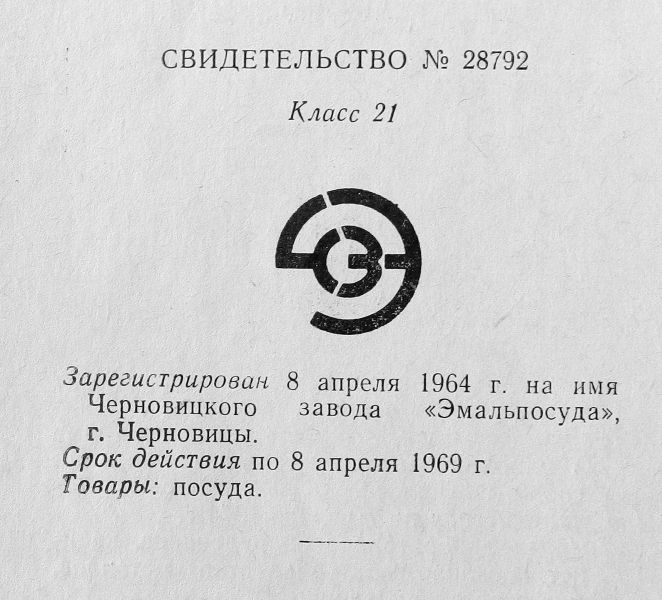 СВИДЕТЕЛЬСТВО № 28792
Класс 21
Зарегистрирован 8 апреля 1964 г. на имя
Черновицкого завода «Эмальпосуда»,
г. Черновицы.
Срок действия по 8 апреля 1969 г.
Товары: посуда.